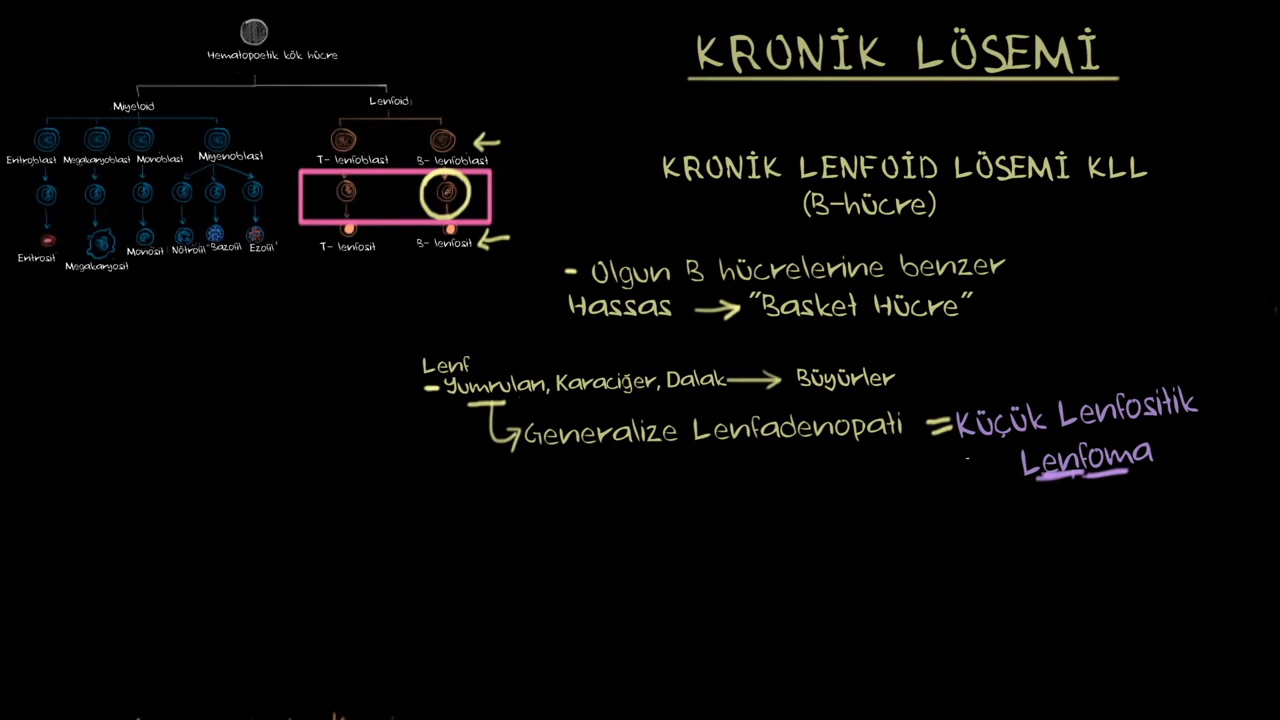 Hematopoetik kök hücre
Miyeloid
Lenfoid
Eritroblast Megakaryoblast Monoblast Miyenoblast
T- lenfoblast B- lenfoblast
Eritrosit Megakaryosit Monosit Nötrofil Bazofil Ezofil
T- lenfosit B- lenfosit
KRONİK LÖSEMİ
KRONİK LENFOİD LÖSEMİ KLL
(B-hücre)
- Olgun B hücrelerine benzer
Hassas → "Basket Hücre"
Lenf
- Yumruları, Karaciğer, Dalak → Büyürler
Generalize Lenfadenopati = Küçük Lenfositik
Lenfoma